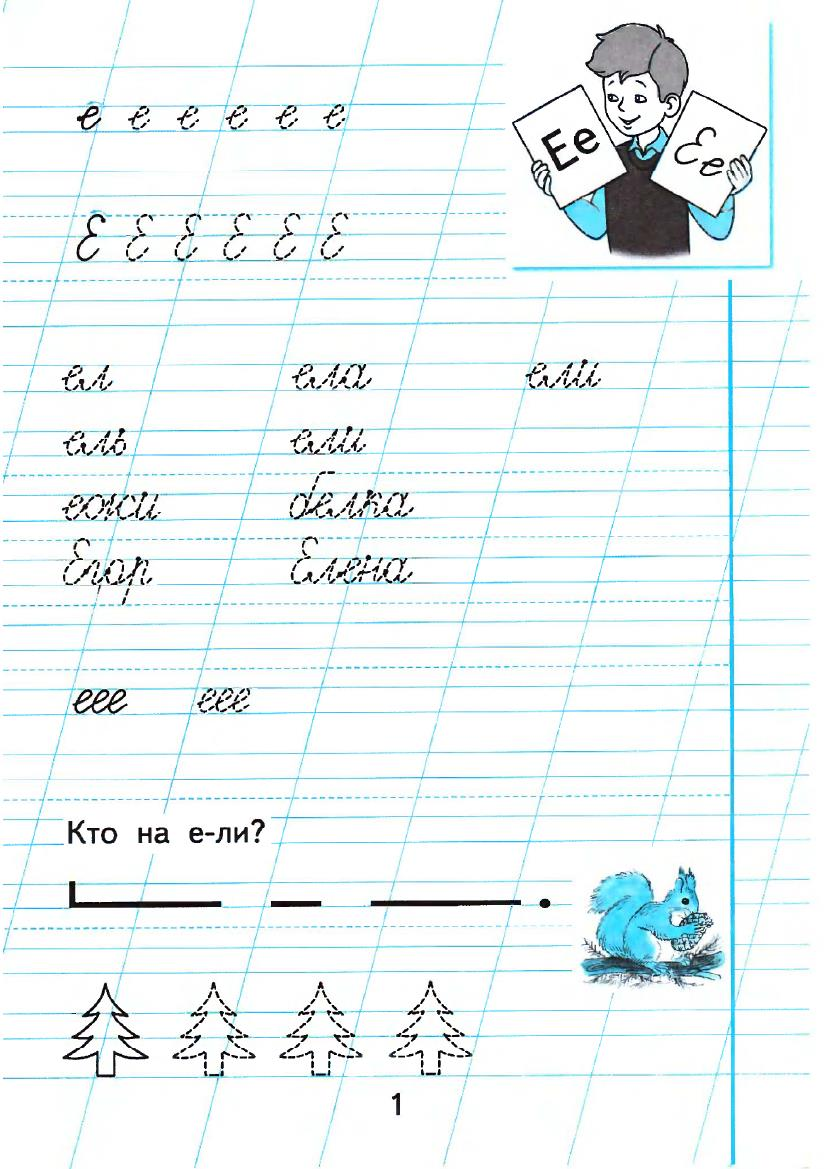 е е е е е е
Ее Ее
Е Е Е Е Е Е
ел ела ели
ель ели
ежи белка
Егор Елена
еее еее
Кто на е-ли?
1